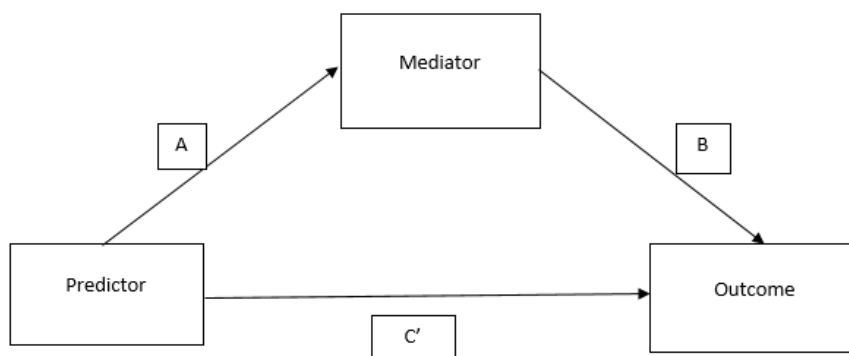 Mediator
A
B
Predictor
Outcome
C′